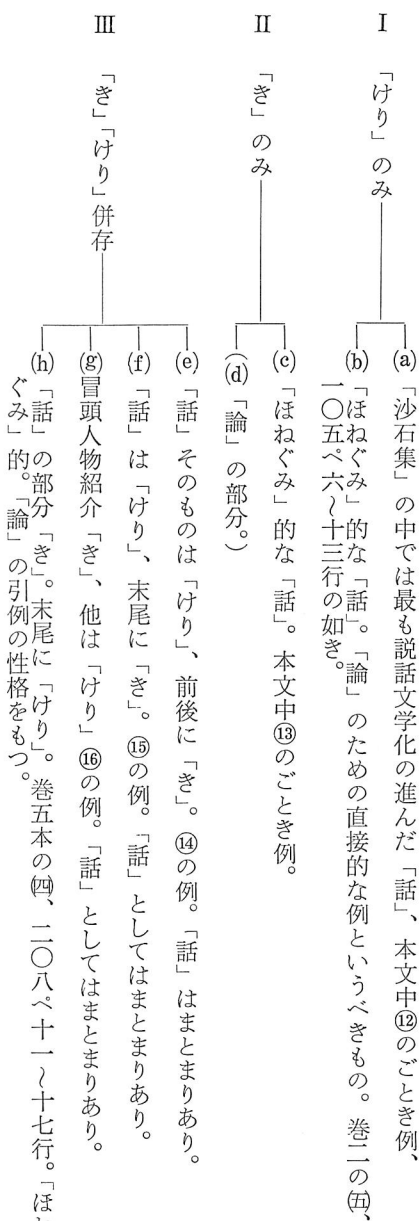 Ⅰ 「けり」のみ
(a) 「沙石集」の中では最も説話文学化の進んだ「話」、本文中⑫のごとき例、
(b) 「ほねぐみ」的な「話」。「論」のための直接的な例というべきもの。巻二の㈤、
一〇五ペ六〜十三行の如き。
Ⅱ 「き」のみ
(c) 「ほねぐみ」的な「話」。本文中⑬のごとき例。
((d) 「論」の部分。)
Ⅲ 「き」「けり」併存
(e) 「話」そのものは「けり」、前後に「き」。⑭の例。「話」はまとまりあり。
(f) 「話」は「けり」、末尾に「き」。⑮の例。「話」としてはまとまりあり。
(g) 冒頭人物紹介「き」、他は「けり」⑯の例。「話」としてはまとまりあり。
(h) 「話」の部分「き」。末尾に「けり」。巻五本の㈣、二〇八ペ十一〜十七行。「ほね
ぐみ」的。「論」の引例の性格をもつ。